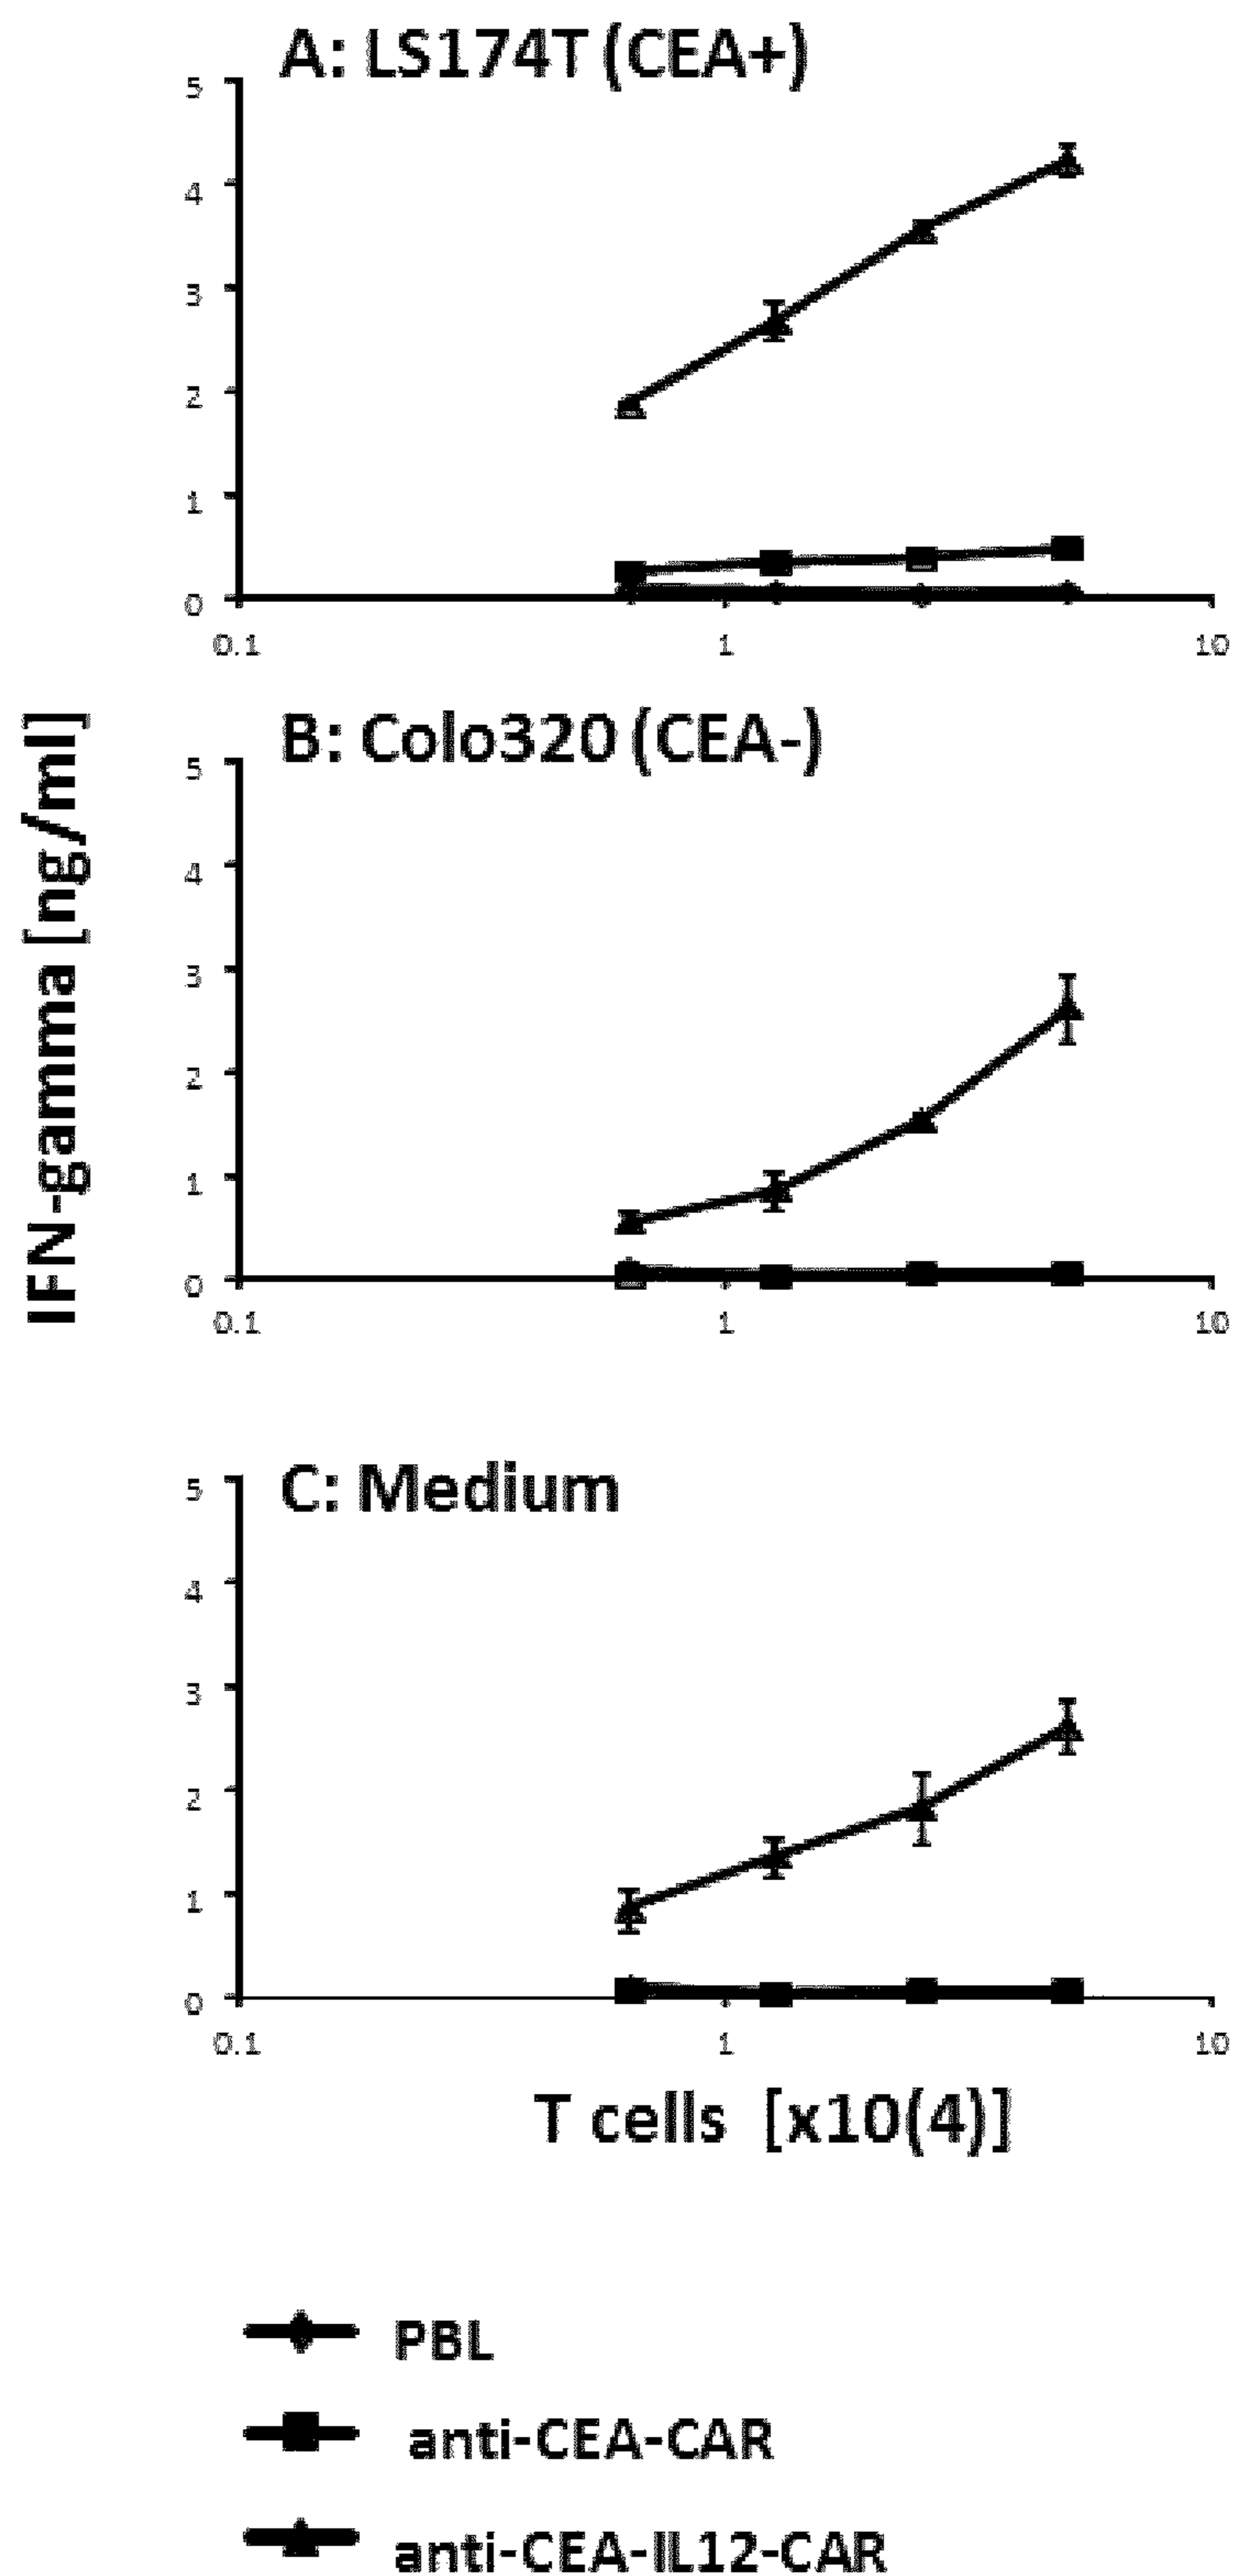 A: LS174T (CEA+)
5
4
3
2
1
0
0.1 1 10
IFN-gamma [ng/ml]
B: Colo320 (CEA-)
5
4
3
2
1
0
0.1 1 10
C: Medium
5
4
3
2
1
0
0.1 1 10
T cells [x10(4)]
PBL
anti-CEA-CAR
anti-CEA-IL12-CAR